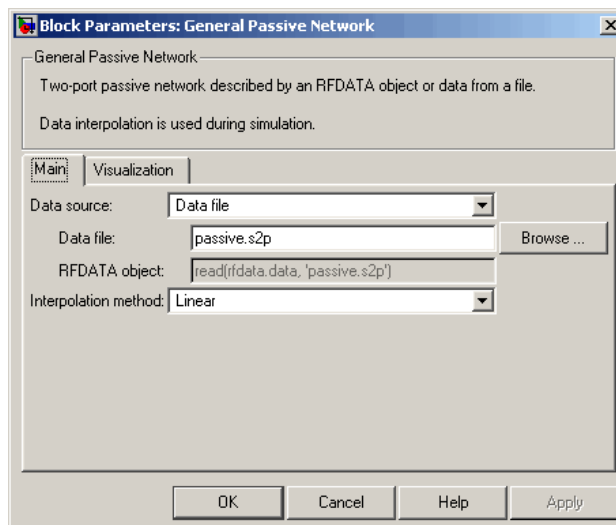 Block Parameters: General Passive Network
General Passive Network
Two-port passive network described by an RFDATA object or data from a file.
Data interpolation is used during simulation.
Main Visualization
Data source: Data file
Data file: passive.s2p Browse ...
RFDATA object: read(rfdata.data, 'passive.s2p')
Interpolation method: Linear
OK Cancel Help Apply